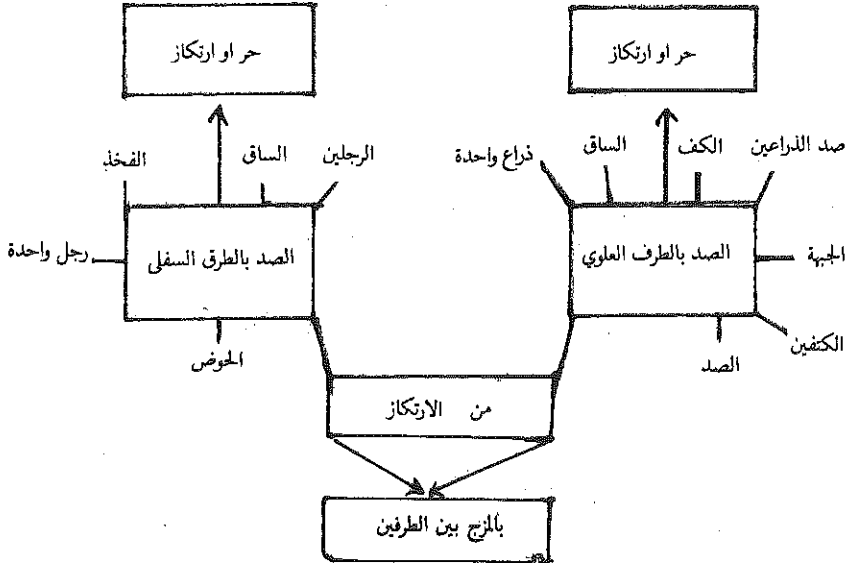 حر او ارتكاز
حر او ارتكاز
صد الذراعين
الكف
الساق
ذراع واحدة
الرجلين
الساق
الفخذ
الجبهة
الصد بالطرف العلوي
الصد بالطرق السفلى
رجل واحدة
الكتفين
الصد
الحوض
من الارتكاز
بالمزج بين الطرفين